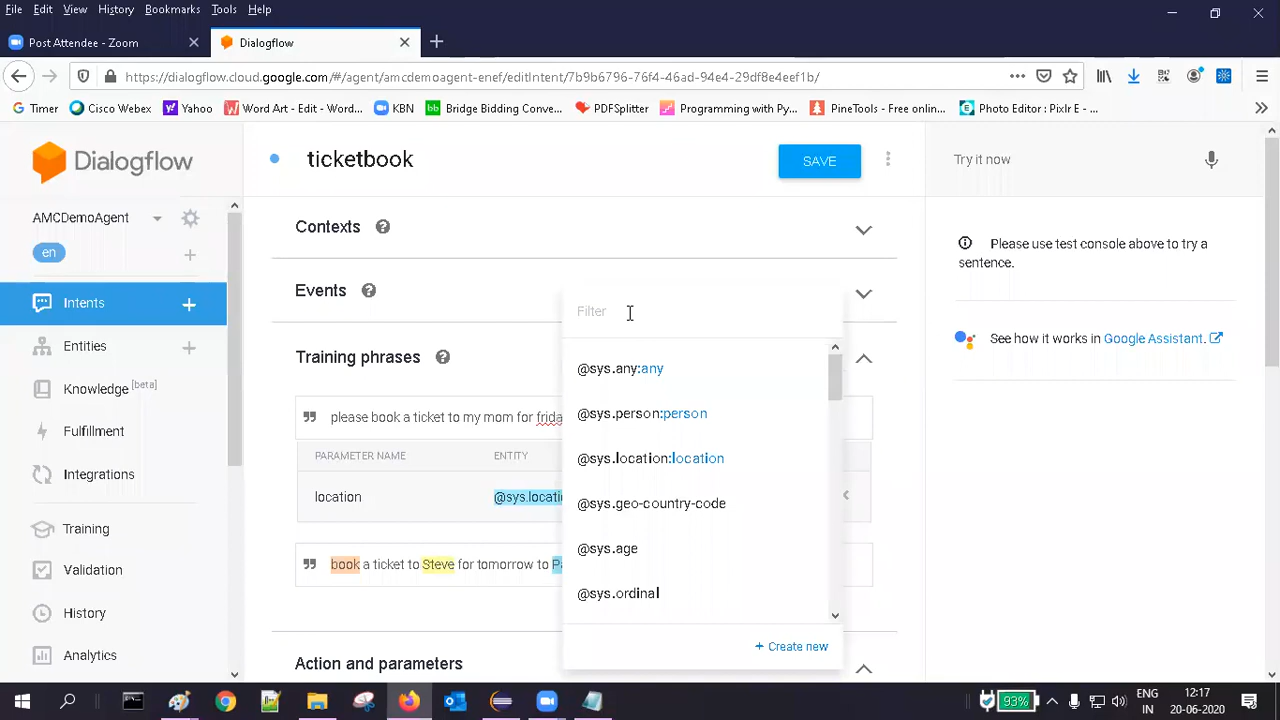 File Edit View History Bookmarks Tools Help
Post Attendee - Zoom
Dialogflow
https://dialogflow.cloud.google.com/#/agent/amcdemoagent-enef/editIntent/7b9b6796-76f4-46ad-94e4-29df8e4eef1b/
Timer Cisco Webex Yahoo Word Art - Edit - Word... KBN Bridge Bidding Conve... PDFSplitter Programming with Py... PineTools - Free onlin... Photo Editor : Pixlr E - ...
Dialogflow
ticketbook
SAVE
Try it now
AMCDemoAgent
en
Contexts
Please use test console above to try a
sentence.
Intents
Events
Filter
Entities
See how it works in Google Assistant.
Training phrases
@sys.any:any
Knowledge [beta]
please book a ticket to my mom for frida
@sys.person:person
Fulfillment
PARAMETER NAME ENTITY
@sys.location:location
Integrations
location @sys.locati
@sys.geo-country-code
Training
@sys.age
Validation
book a ticket to Steve for tomorrow to P
@sys.ordinal
History
Create new
Analytics
Action and parameters
93%
ENG
IN
12:17
20-06-2020